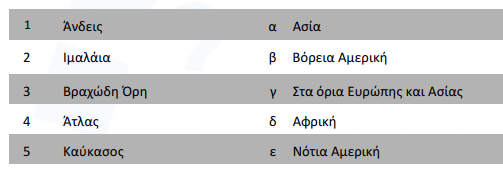 1 Άνδεις α Ασία
2 Ιμαλάια β Βόρεια Αμερική
3 Βραχώδη Όρη γ Στα όρια Ευρώπης και Ασίας
4 Άτλας δ Αφρική
5 Καύκασος ε Νότια Αμερική